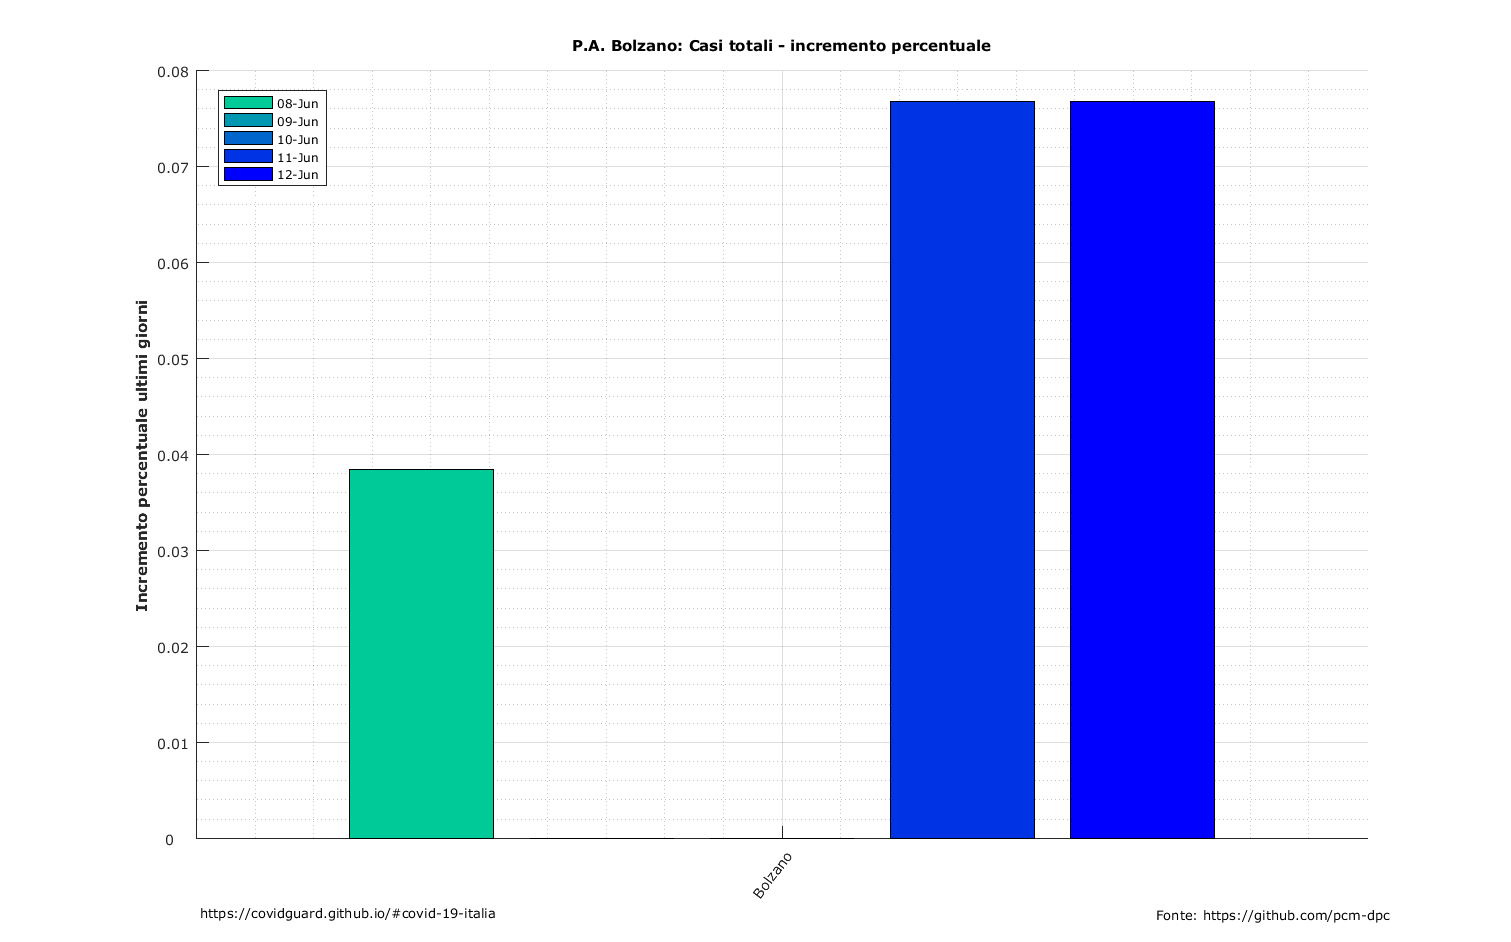 P.A. Bolzano: Casi totali - incremento percentuale
0.08
0.07
0.06
0.05
0.04
0.03
0.02
0.01
0
Incremento percentuale ultimi giorni
08-Jun
09-Jun
10-Jun
11-Jun
12-Jun
Bolzano
https://covidguard.github.io/#covid-19-italia
Fonte: https://github.com/pcm-dpc